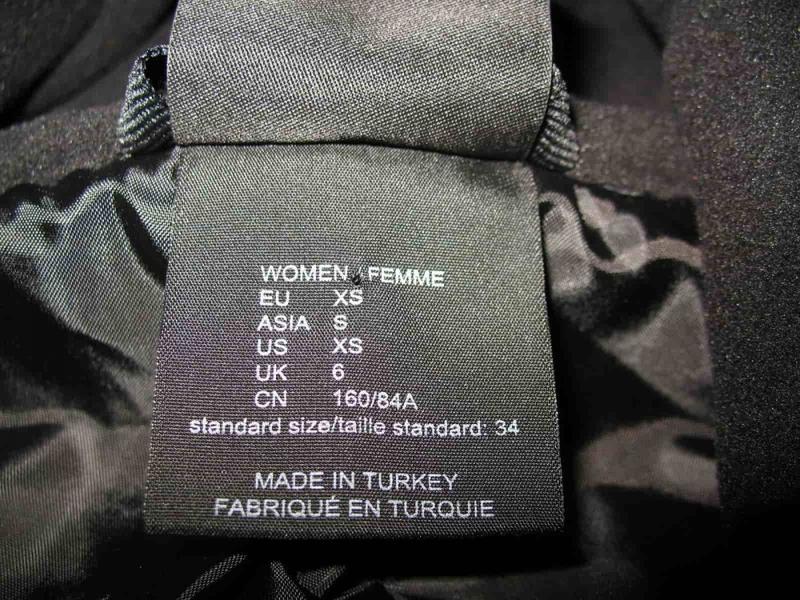 WOMEN / FEMME
EU XS
ASIA S
US XS
UK 6
CN 160/84A
standard size/taille standard: 34
MADE IN TURKEY
FABRIQUÉ EN TURQUIE